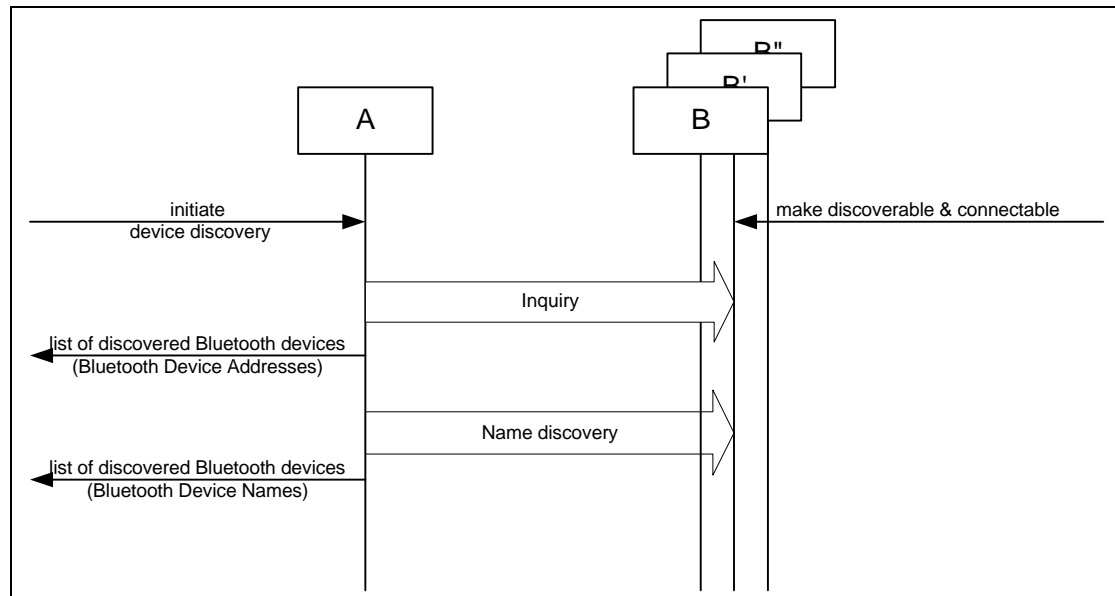 B"
B'
A
B
initiate
device discovery
make discoverable & connectable
Inquiry
list of discovered Bluetooth devices
(Bluetooth Device Addresses)
Name discovery
list of discovered Bluetooth devices
(Bluetooth Device Names)